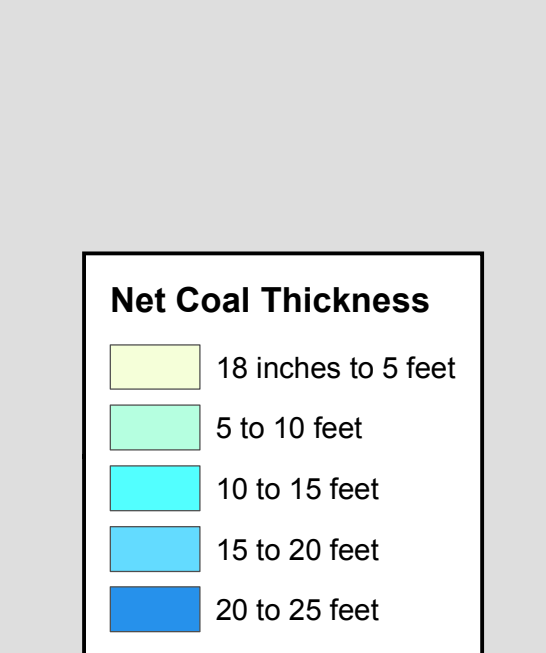 Net Coal Thickness
18 inches to 5 feet
5 to 10 feet
10 to 15 feet
15 to 20 feet
20 to 25 feet